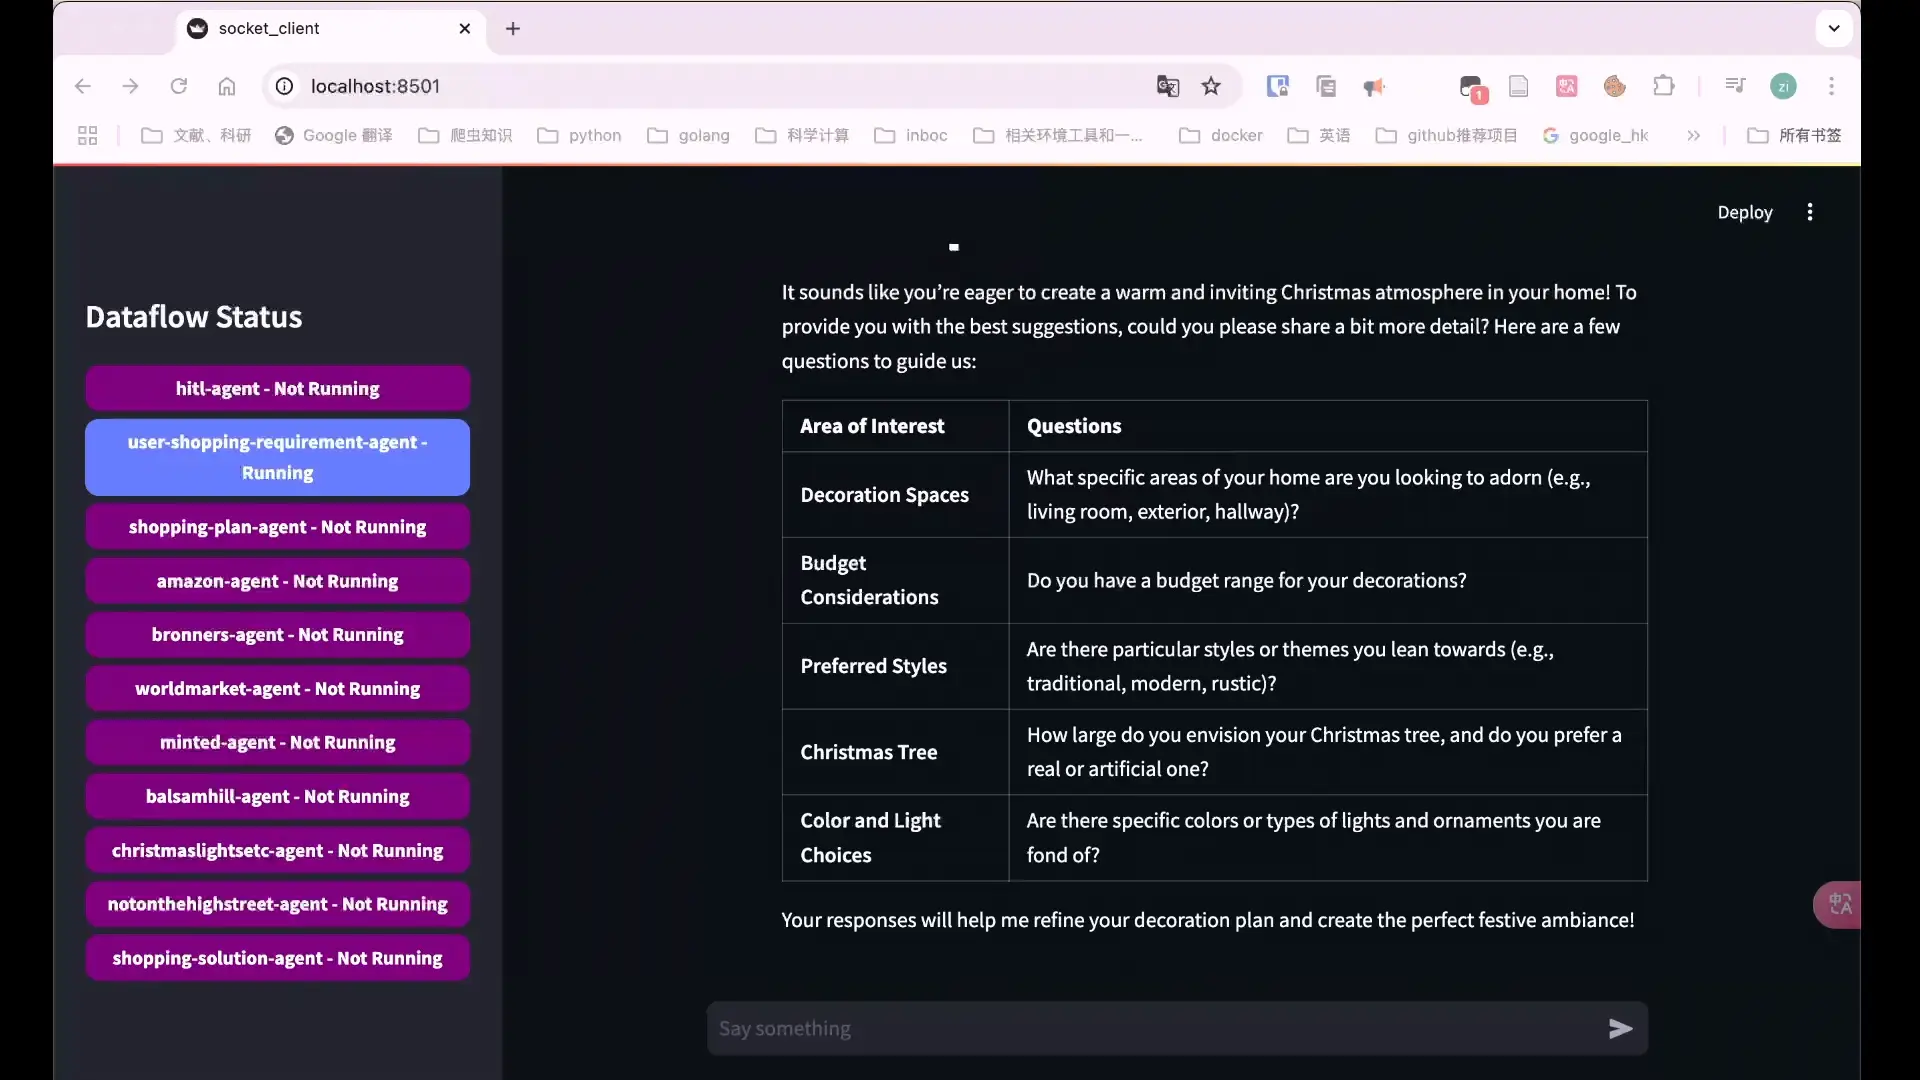 socket_client
localhost:8501
1
zi
文献、科研
Google 翻译
爬虫知识
python
golang
科学计算
inboc
相关环境工具和一...
docker
英语
github推荐项目
google_hk
所有书签
Deploy
Dataflow Status
hitl-agent - Not Running
user-shopping-requirement-agent -
Running
shopping-plan-agent - Not Running
amazon-agent - Not Running
bronners-agent - Not Running
worldmarket-agent - Not Running
minted-agent - Not Running
balsamhill-agent - Not Running
christmaslightsetc-agent - Not Running
notonthehighstreet-agent - Not Running
shopping-solution-agent - Not Running
It sounds like you’re eager to create a warm and inviting Christmas atmosphere in your home! To
provide you with the best suggestions, could you please share a bit more detail? Here are a few
questions to guide us:
Area of Interest
Questions
Decoration Spaces
What specific areas of your home are you looking to adorn (e.g.,
living room, exterior, hallway)?
Budget
Considerations
Do you have a budget range for your decorations?
Preferred Styles
Are there particular styles or themes you lean towards (e.g.,
traditional, modern, rustic)?
Christmas Tree
How large do you envision your Christmas tree, and do you prefer a
real or artificial one?
Color and Light
Choices
Are there specific colors or types of lights and ornaments you are
fond of?
Your responses will help me refine your decoration plan and create the perfect festive ambiance!
Say something